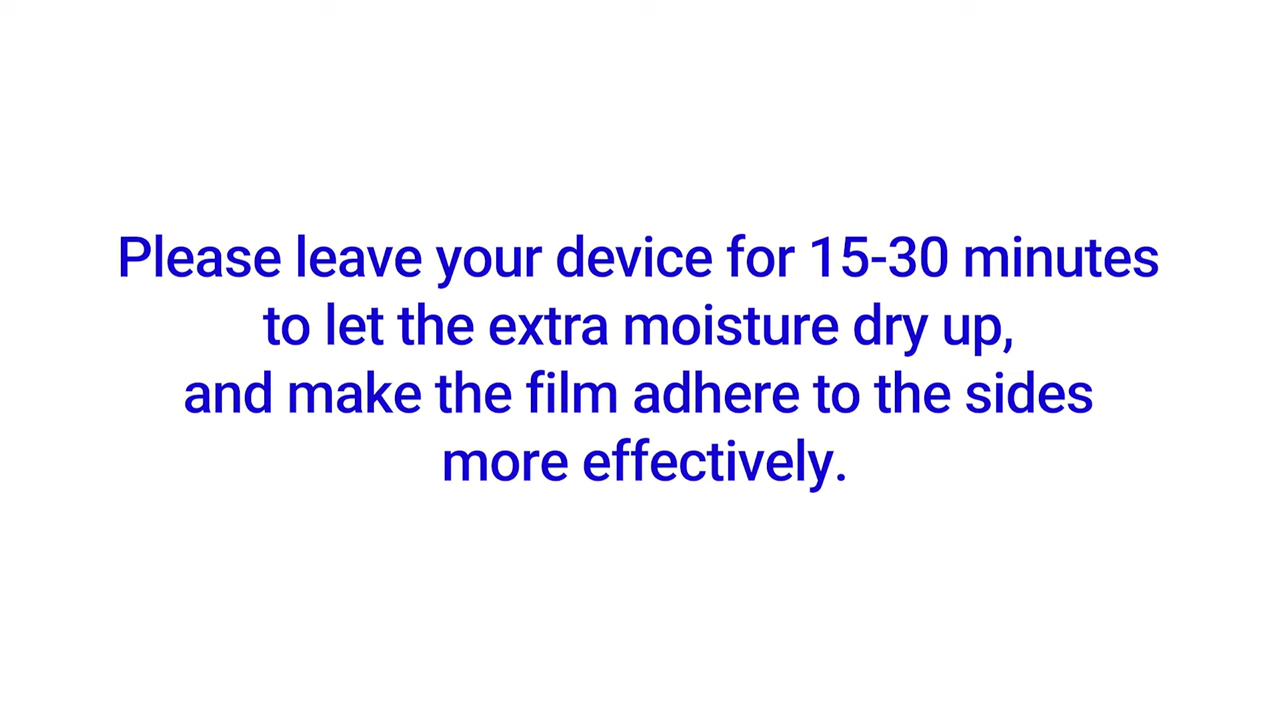 Please leave your device for 15-30 minutes
to let the extra moisture dry up,
and make the film adhere to the sides
more effectively.